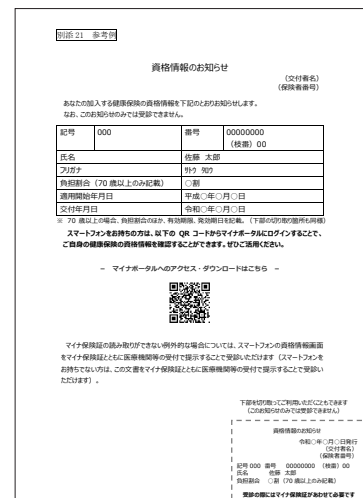 別添 21 参考例
資格情報のお知らせ
(交付者名)
(保険者番号)
あなたの加入する健康保険の資格情報を下記のとおりお知らせします。
なお、このお知らせのみでは受診できません。
記号 000 番号 00000000
(枝番) 00
氏名 佐藤 太郎
フリガナ ｻﾄｳ ﾀﾛｳ
負担割合 (70 歳以上のみ記載) ○割
適用開始年月日 平成○年○月○日
交付年月日 令和○年○月○日
※ 70 歳以上の場合、負担割合のほか、有効期限、発効期日を記載。(下部の切り取り箇所も同様)
スマートフォンをお持ちの方は、以下の QR コードからマイナポータルにログインすることで、
ご自身の健康保険の資格情報を確認することができます。ぜひご活用ください。
－ マイナポータルへのアクセス・ダウンロードはこちら －
マイナ保険証の読み取りができない例外的な場合については、スマートフォンの資格情報画面
をマイナ保険証とともに医療機関等の受付で提示することで受診いただけます（スマートフォンを
お持ちでない方は、この文書をマイナ保険証とともに医療機関等の受付で提示することで受診い
ただけます）。
下部を切り取ってご利用いただくこともできます
(このお知らせのみでは受診できません)
資格情報のお知らせ
令和○年○月○日発行
(交付者名)
(保険者番号)
記号 000 番号 00000000 (枝番) 00
氏名 佐藤 太郎
負担割合 ○割 (70 歳以上のみ記載)
受診の際にはマイナ保険証があわせて必要です